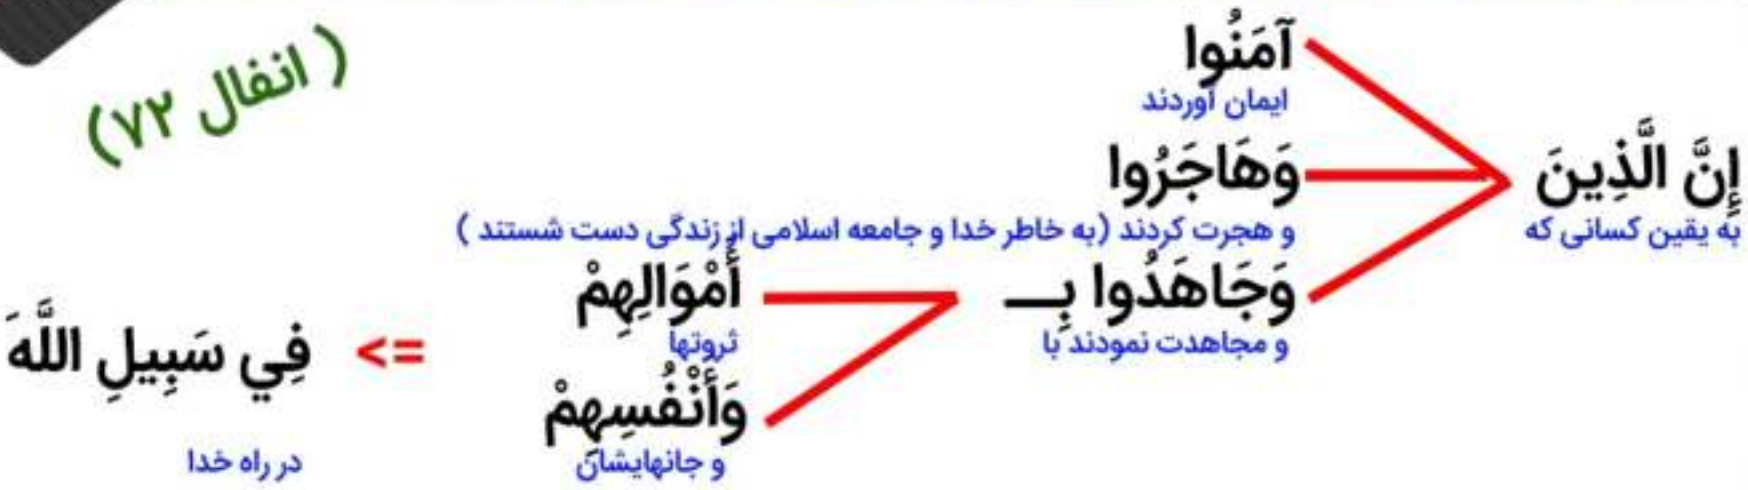 ( انفال ۷۲)
إِنَّ الَّذِينَ
به یقین کسانی که
آمَنُوا
ایمان آوردند
وَهَاجَرُوا
و هجرت کردند (به خاطر خدا و جامعه اسلامی از زندگی دست شستند )
وَجَاهَدُوا بِـــ
و مجاهدت نمودند با
أَمْوَالِهِمْ
ثروتها
وَأَنْفُسِهِمْ
و جانهایشان
<=
فِي سَبِيلِ اللَّهَ
در راه خدا